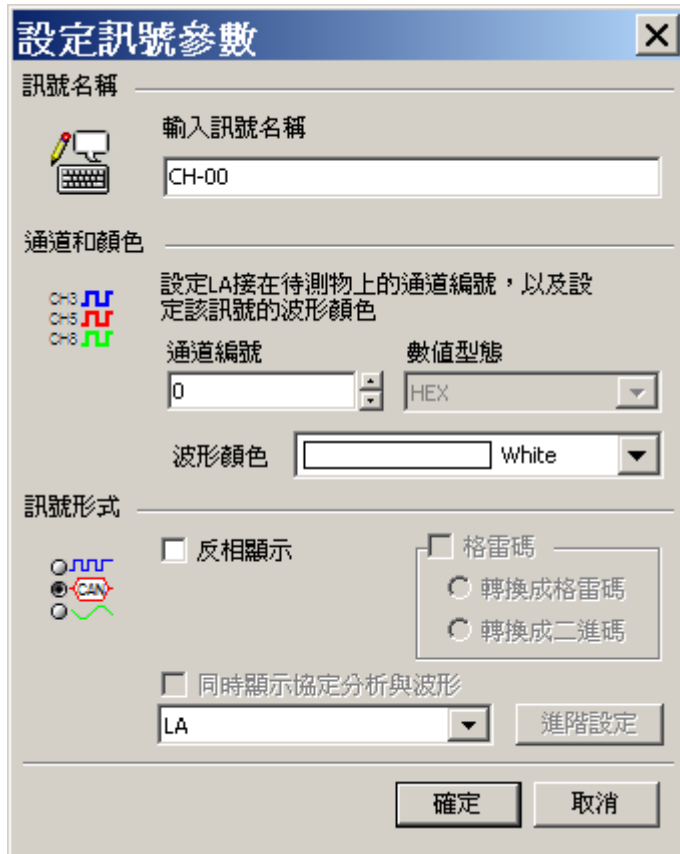 設定訊號參數
訊號名稱
輸入訊號名稱
CH-00
通道和顏色
CH3
CH5
CH8
設定LA接在待測物上的通道編號，以及設
定該訊號的波形顏色
通道編號
數值型態
0
HEX
波形顏色
White
訊號形式
反相顯示
格雷碼
CAN
轉換成格雷碼
轉換成二進碼
同時顯示協定分析與波形
LA
進階設定
確定
取消